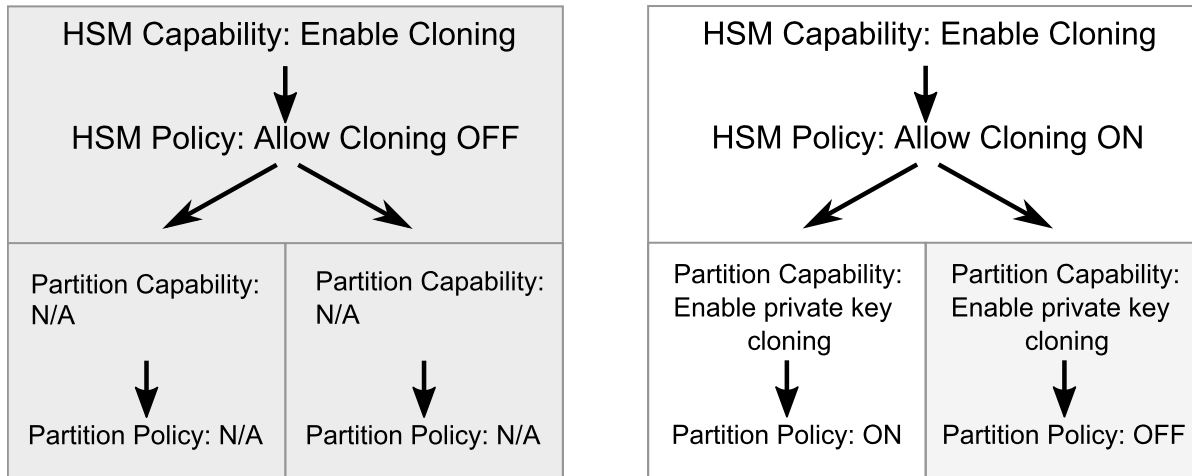 HSM Capability: Enable Cloning
HSM Policy: Allow Cloning OFF
Partition Capability:
N/A
Partition Policy: N/A
Partition Capability:
N/A
Partition Policy: N/A
HSM Capability: Enable Cloning
HSM Policy: Allow Cloning ON
Partition Capability:
Enable private key
cloning
Partition Policy: ON
Partition Capability:
Enable private key
cloning
Partition Policy: OFF